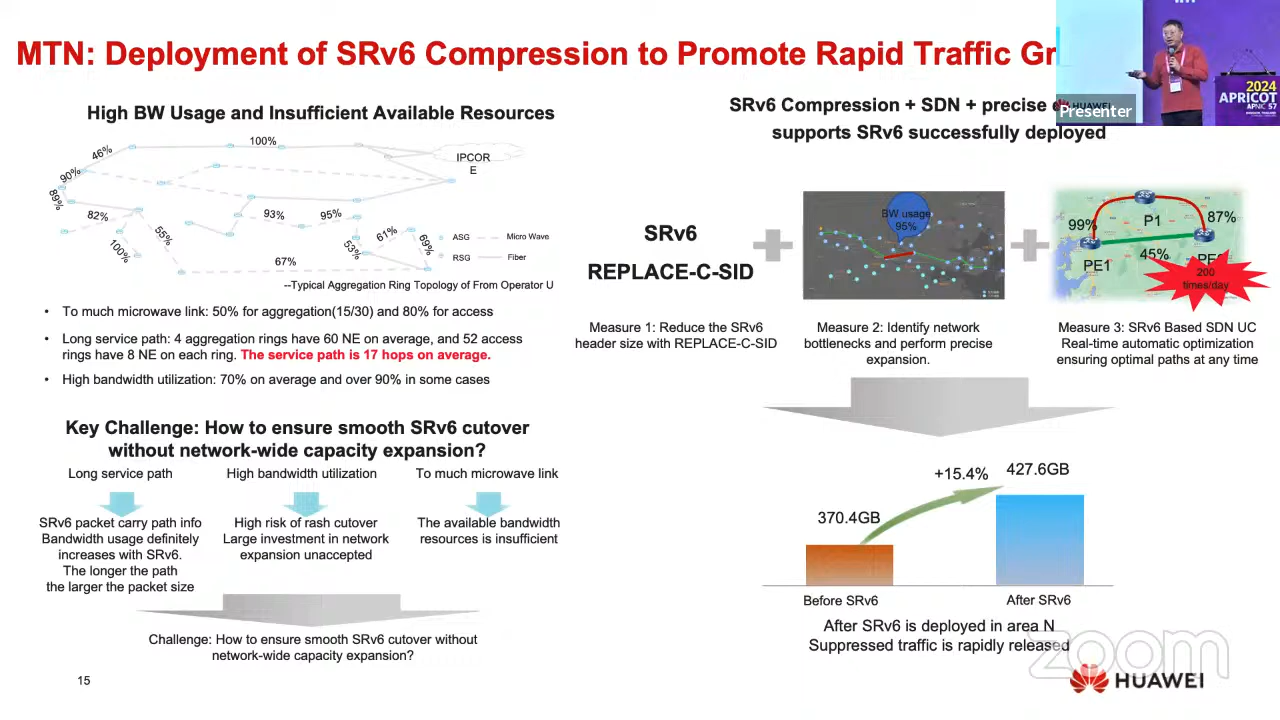 MTN: Deployment of SRv6 Compression to Promote Rapid Traffic Gr
High BW Usage and Insufficient Available Resources
46%
100%
IPCOR
E
90%
89%
82%
100%
55%
93%
95%
53%
61%
69%
67%
ASG
Micro Wave
RSG
Fiber
--Typical Aggregation Ring Topology of From Operator U
• To much microwave link: 50% for aggregation(15/30) and 80% for access
• Long service path: 4 aggregation rings have 60 NE on average, and 52 access
rings have 8 NE on each ring. The service path is 17 hops on average.
• High bandwidth utilization: 70% on average and over 90% in some cases
Key Challenge: How to ensure smooth SRv6 cutover
without network-wide capacity expansion?
Long service path
High bandwidth utilization
To much microwave link
SRv6 packet carry path info
Bandwidth usage definitely
increases with SRv6.
The longer the path
the larger the packet size
High risk of rash cutover
Large investment in network
expansion unaccepted
The available bandwidth
resources is insufficient
Challenge: How to ensure smooth SRv6 cutover without
network-wide capacity expansion?
15
SRv6 Compression + SDN + precise
supports SRv6 successfully deployed
SRv6
REPLACE-C-SID
BW usage
95%
99%
P1
87%
45%
PE1
200
times/day
Measure 1: Reduce the SRv6
header size with REPLACE-C-SID
Measure 2: Identify network
bottlenecks and perform precise
expansion.
Measure 3: SRv6 Based SDN UC
Real-time automatic optimization
ensuring optimal paths at any time
+15.4%
427.6GB
370.4GB
Before SRv6
After SRv6
After SRv6 is deployed in area N
Suppressed traffic is rapidly released
zoom
HUAWEI
HUAWEI
Presenter
2024
APRICOT
APNIC 57